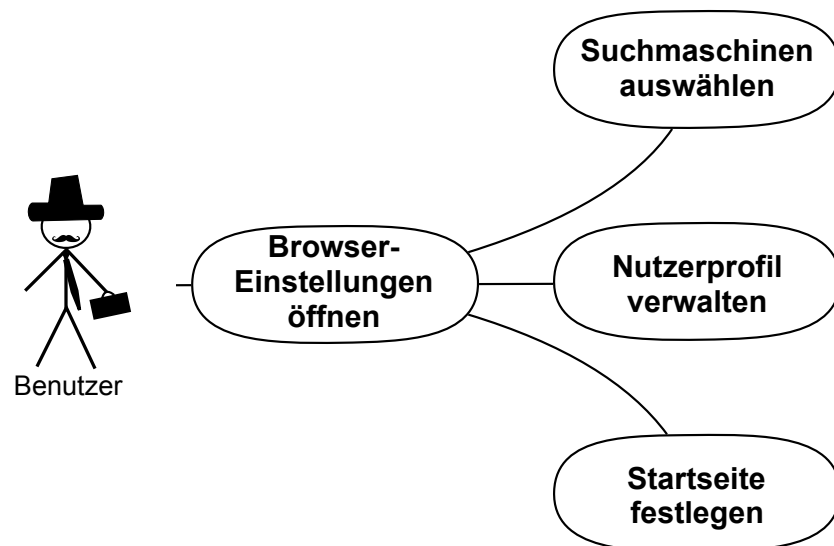 Suchmaschinen
auswählen
Browser-
Einstellungen
öffnen
Nutzerprofil
verwalten
Benutzer
Startseite
festlegen